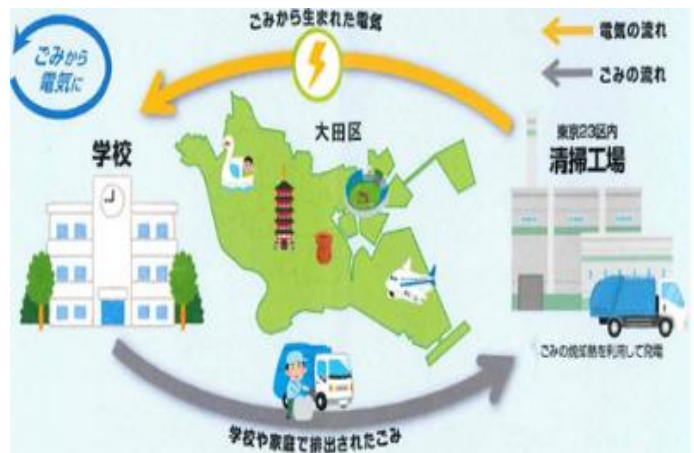 ごみから生まれた電気
電気の流れ
ごみの流れ
ごみから
電気に
大田区
東京23区内
清掃工場
学校
ごみの焼却熱を利用して発電
学校や家庭で排出されたごみ